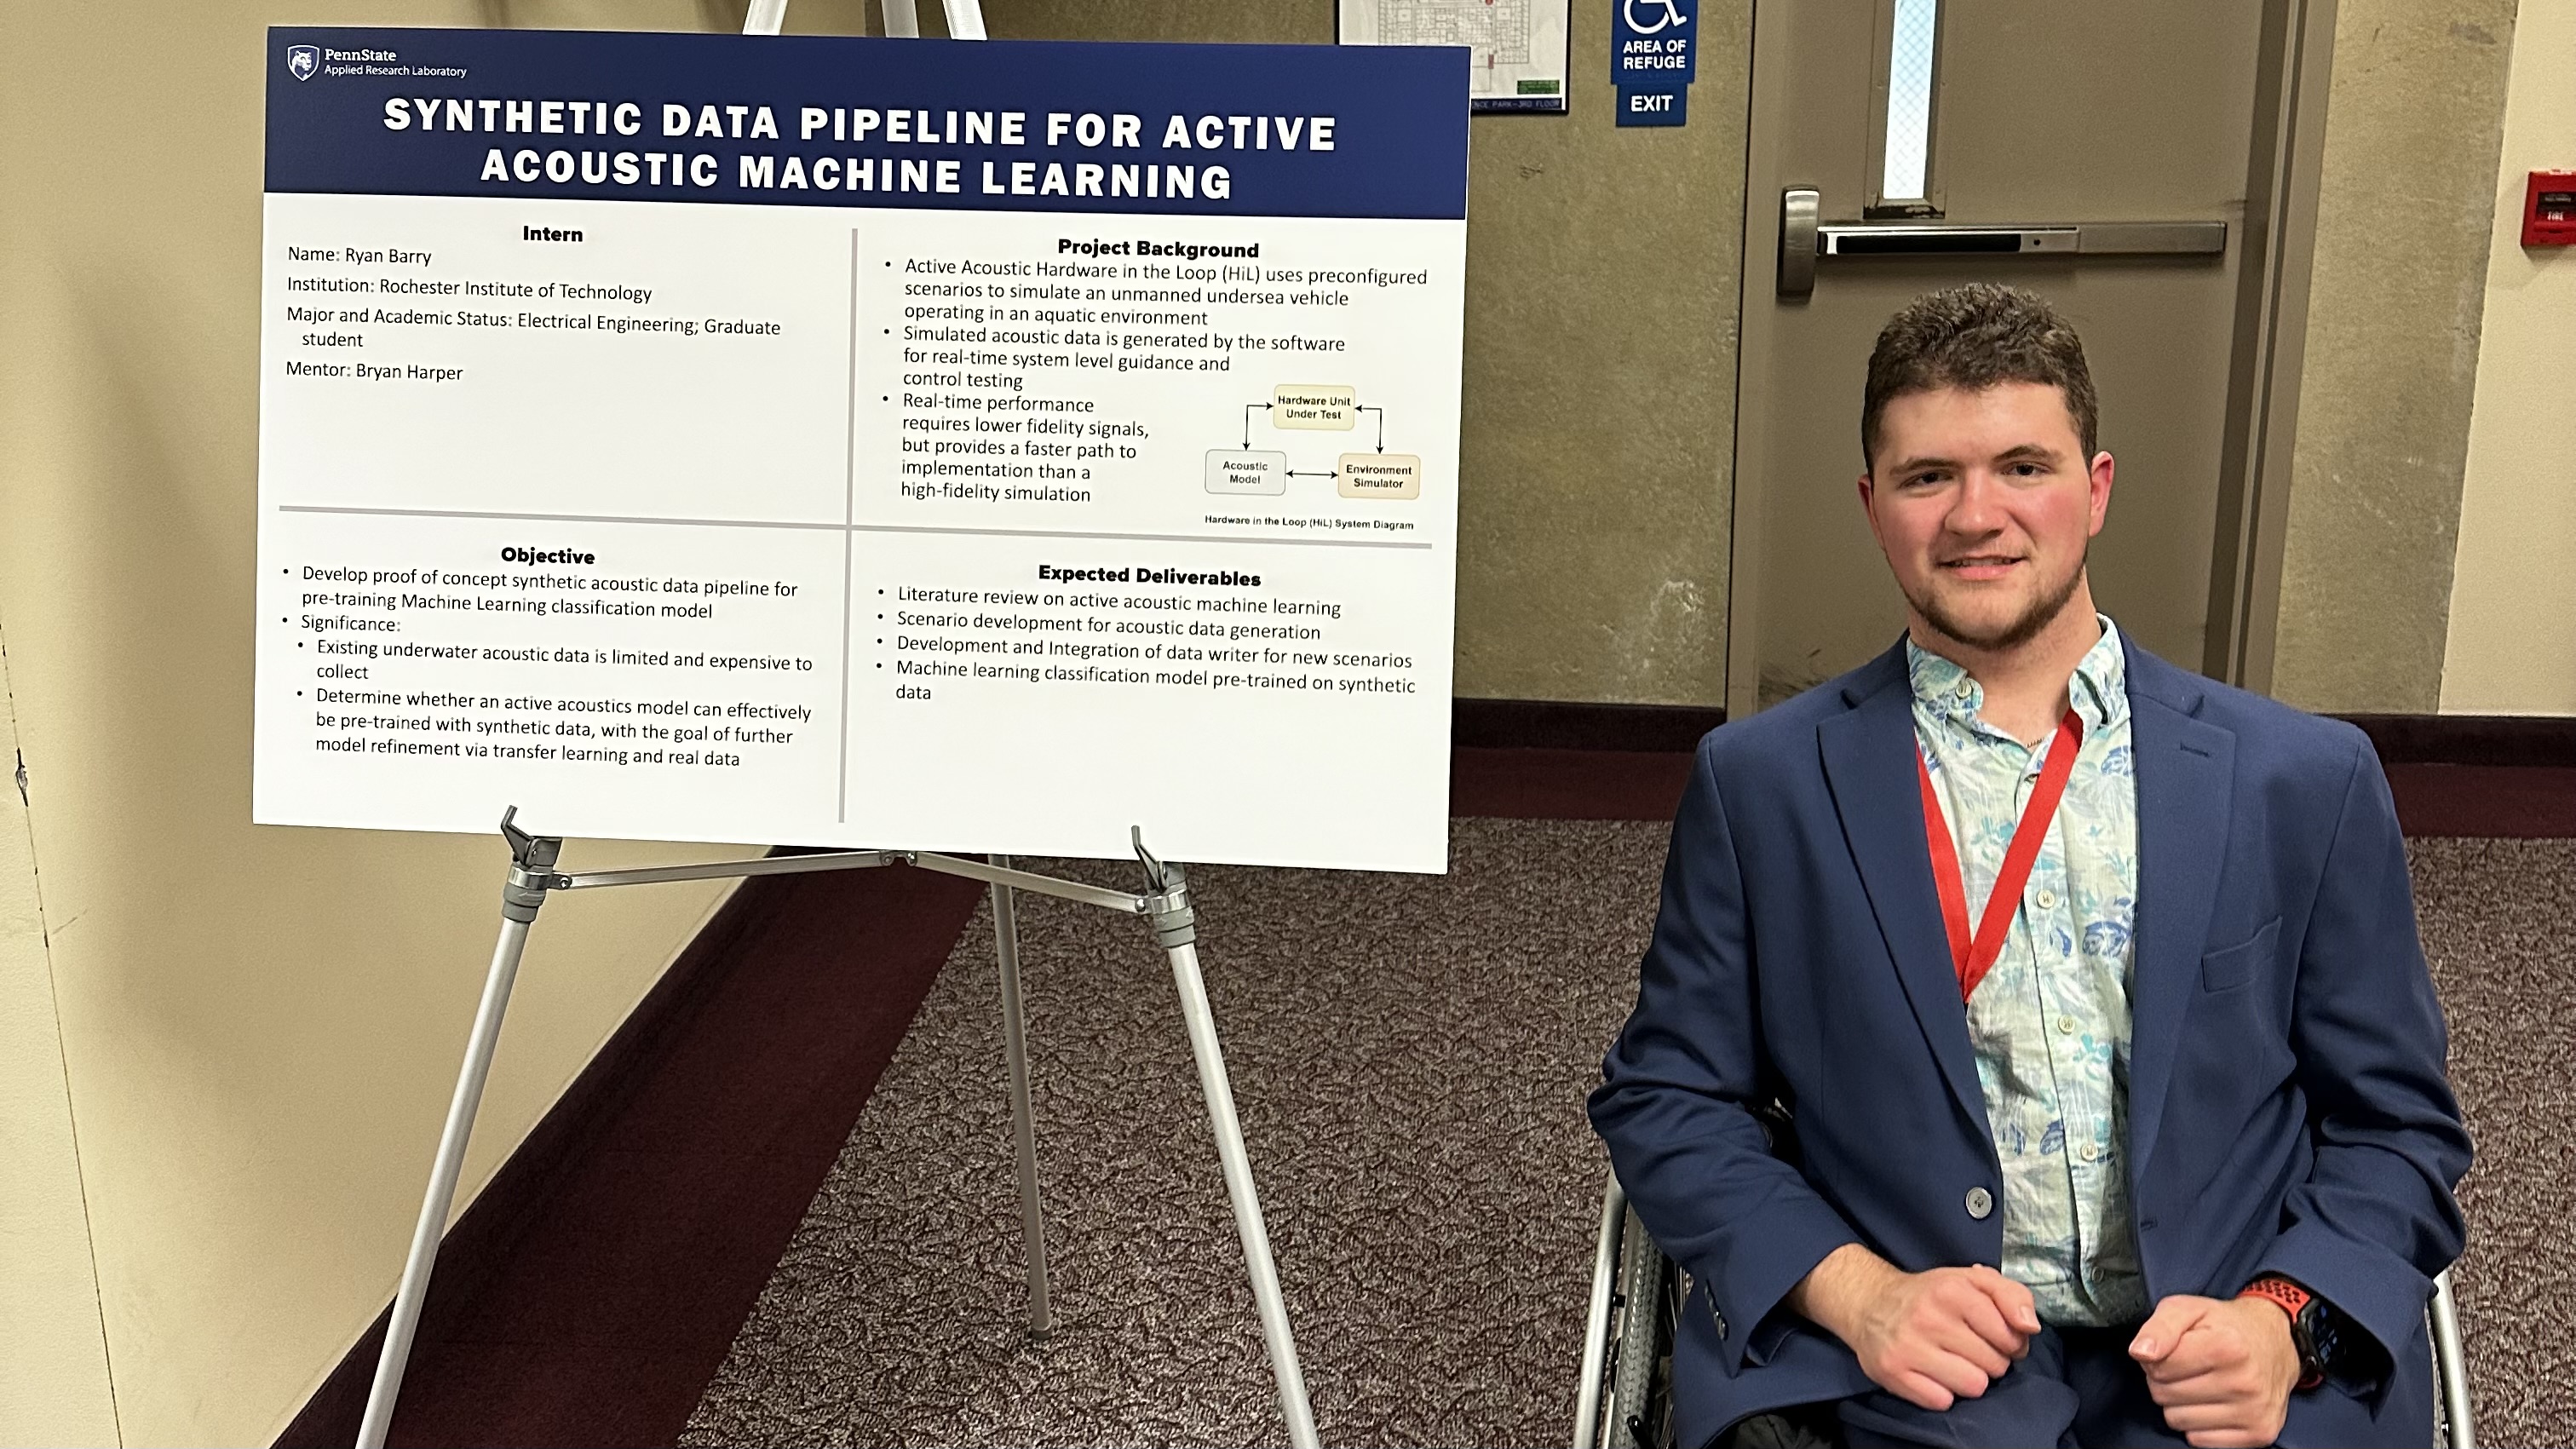 PennState
Applied Research Laboratory
SYNTHETIC DATA PIPELINE FOR ACTIVE
ACOUSTIC MACHINE LEARNING
Intern
Name: Ryan Barry
Institution: Rochester Institute of Technology
Major and Academic Status: Electrical Engineering; Graduate
student
Mentor: Bryan Harper
Project Background
• Active Acoustic Hardware in the Loop (HiL) uses preconfigured
scenarios to simulate an unmanned undersea vehicle
operating in an aquatic environment
• Simulated acoustic data is generated by the software
for real-time system level guidance and
control testing
• Real-time performance
requires lower fidelity signals,
but provides a faster path to
implementation than a
high-fidelity simulation
Hardware Unit
Under Test
Acoustic
Model
Environment
Simulator
Hardware in the Loop (HiL) System Diagram
Objective
• Develop proof of concept synthetic acoustic data pipeline for
pre-training Machine Learning classification model
• Significance:
• Existing underwater acoustic data is limited and expensive to
collect
• Determine whether an active acoustics model can effectively
be pre-trained with synthetic data, with the goal of further
model refinement via transfer learning and real data
Expected Deliverables
• Literature review on active acoustic machine learning
• Scenario development for acoustic data generation
• Development and Integration of data writer for new scenarios
• Machine learning classification model pre-trained on synthetic
data
PARK-3RD FLOOR
AREA OF
REFUGE
EXIT